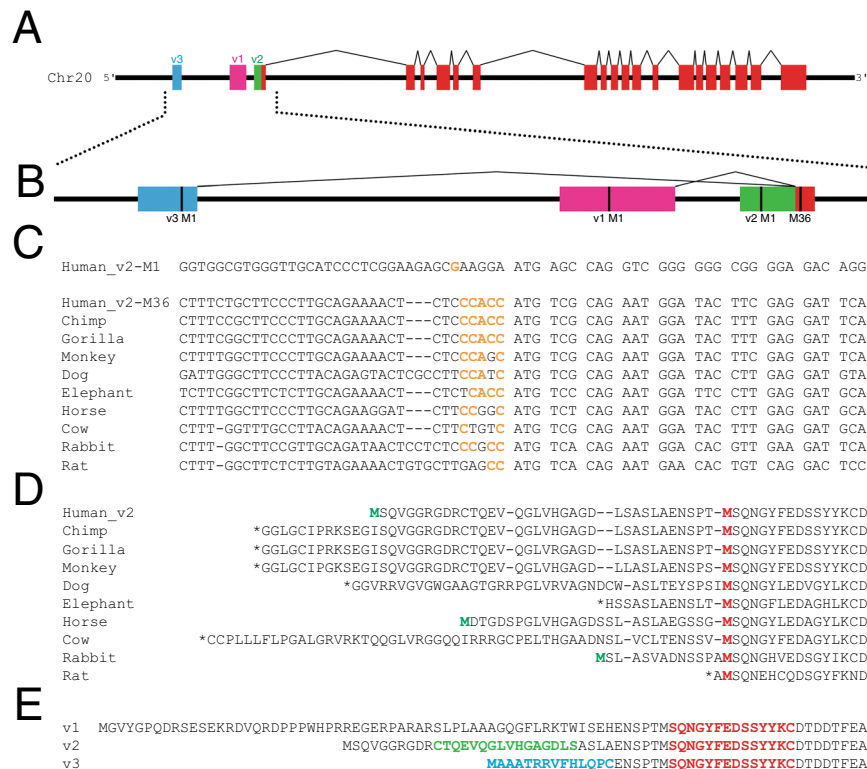 A
v3 v1 v2
Chr20 5' 3'
B
v3 M1 v1 M1 v2 M1 M36
C
Human_v2-M1 GGTGGCGTGGGTTGCATCCCTCGGAAGAGCGAAGGA ATG AGC CAG GTC GGG GGG CGG GGA GAC AGG
Human_v2-M36 CTTTCTGCTTCCCTTGCAGAAAACT---CTCCCACC ATG TCG CAG AAT GGA TAC TTC GAG GAT TCA
Chimp CTTTCCGCTTCCCTTGCAGAAAACT---CTCCCACC ATG TCG CAG AAT GGA TAC TTT GAG GAT TCA
Gorilla CTTTCGGCTTCCCTTGCAGAAAACT---CTCCCACC ATG TCG CAG AAT GGA TAC TTT GAG GAT TCA
Monkey CTTTTGGCTTCCCTTGCAGAAAACT---CTCCCAGC ATG TCG CAG AAT GGA TAC TTC GAG GAT TCA
Dog GATTGGGCTTCCCTTACAGAGTACTCGCCTTCCATC ATG TCG CAG AAT GGA TAC CTT GAG GAT GTA
Elephant TCTTCGGCTTCTCTTGCAGAAAACT---CTCTCACC ATG TCC CAG AAT GGA TTC CTT GAG GAT GCA
Horse CTTTTGGCTTCCCTTGCAGAAGGAT---CTTCCGGC ATG TCT CAG AAT GGA TAC TTT GAG GAT GCA
Cow CTTT-GGTTTGCCTTACAGATAACT---CTTCTGTC ATG TCG CAG AAT GGA TAC CTT GAG GAT GCA
Rabbit CTTT-GGCTTCCGTTGCAGATAACTCCTCTCCCGCC ATG TCA CAG AAT GGA CAC GTT GAA GAT TCA
Rat CTTT-GGCTTCTCTTGTAGAAAACTGTGCTTGAGCC ATG TCA CAG AAT GAA CAC TGT CAG GAC TCC
D
Human_v2 MSQVGGRGDRCTQEV-QGLVHGAGD--LSASLAENSPT-MSQNGYFEDSSYYKCD
Chimp *GGLGCIPRKSEGISQVGGRGDRCTQEV-QGLVHGAGD--LSASLAENSPT-MSQNGYFEDSSYYKCD
Gorilla *GGLGCIPRKSEGISQVGGRGDRCTQEV-QGLVRGAGD--LSASLAENSPT-MSQNGYFEDSSYYKCD
Monkey *GGLGCIPGKSEGISQVGGRGDRCTQEV-QGLVHGAGD--LLASLAENSPS-MSQNGYFEDSSYYKCD
Dog *GGVRRVGVGWGAAGTGRRPGLVRVAGNDCW-ASLTEYSPSIMSQNGYLEDVGYLKCD
Elephant *HSSASLAENSLT-MSQNGFLEDAGHLKCD
Horse MDTGDSPGLVHGAGDSSL-ASLAEGSSG-MSQNGYFEDAGYLKCD
Cow *CCPLLLFLPGALGRVRKTQQGLVRGGQQIRRRGCPELTHGAADNSL-VCLTENSSV-MSQNGYLEDAGYLKCD
Rabbit MSL-ASVADNSSPAMSQNGHVEDSGYIKCD
Rat *AMSQNEHCQDSGYFKND
E
v1 MGVYGPQDRSESEKRDVQRDPPPWHPRREGERPARARSLPLAAAGQGFLRKTWISEHENSPTMSQNGYFEDSSYYKCDTDDTFEA
v2 MSQVGGRGDRCTQEVQGLVHGAGDLSASLAENSPTMSQNGYFEDSSYYKCDTDDTFEA
v3 MAAATRRVFHLQPCENSPTMSQNGYFEDSSYYKCDTDDTFEA